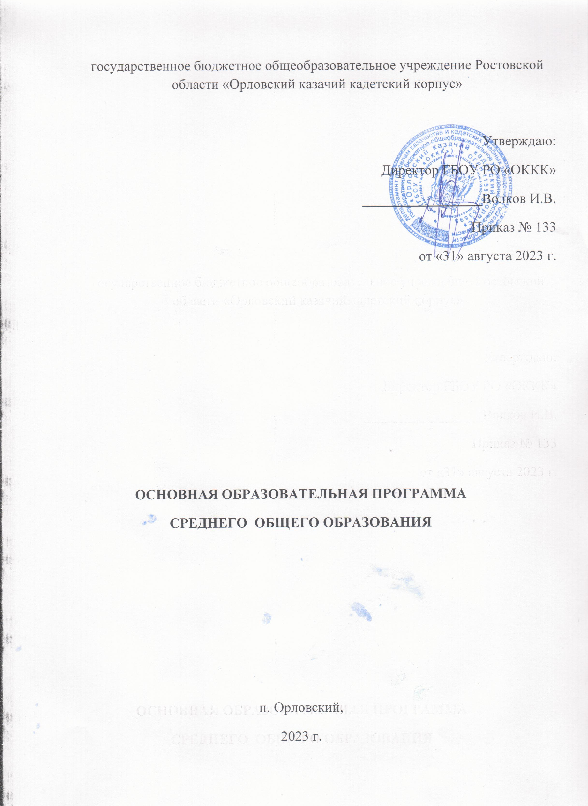 государственное бюджетное общеобразовательное учреждение Ростовской
области «Орловский казачий кадетский корпус»
Утверждаю:
Директор ГБОУ РО «ОККК»
Волков И.В.
Приказ № 133
от «31» августа 2023 г.
ОСНОВНАЯ ОБРАЗОВАТЕЛЬНАЯ ПРОГРАММА
СРЕДНЕГО ОБЩЕГО ОБРАЗОВАНИЯ
п. Орловский,
2023 г.